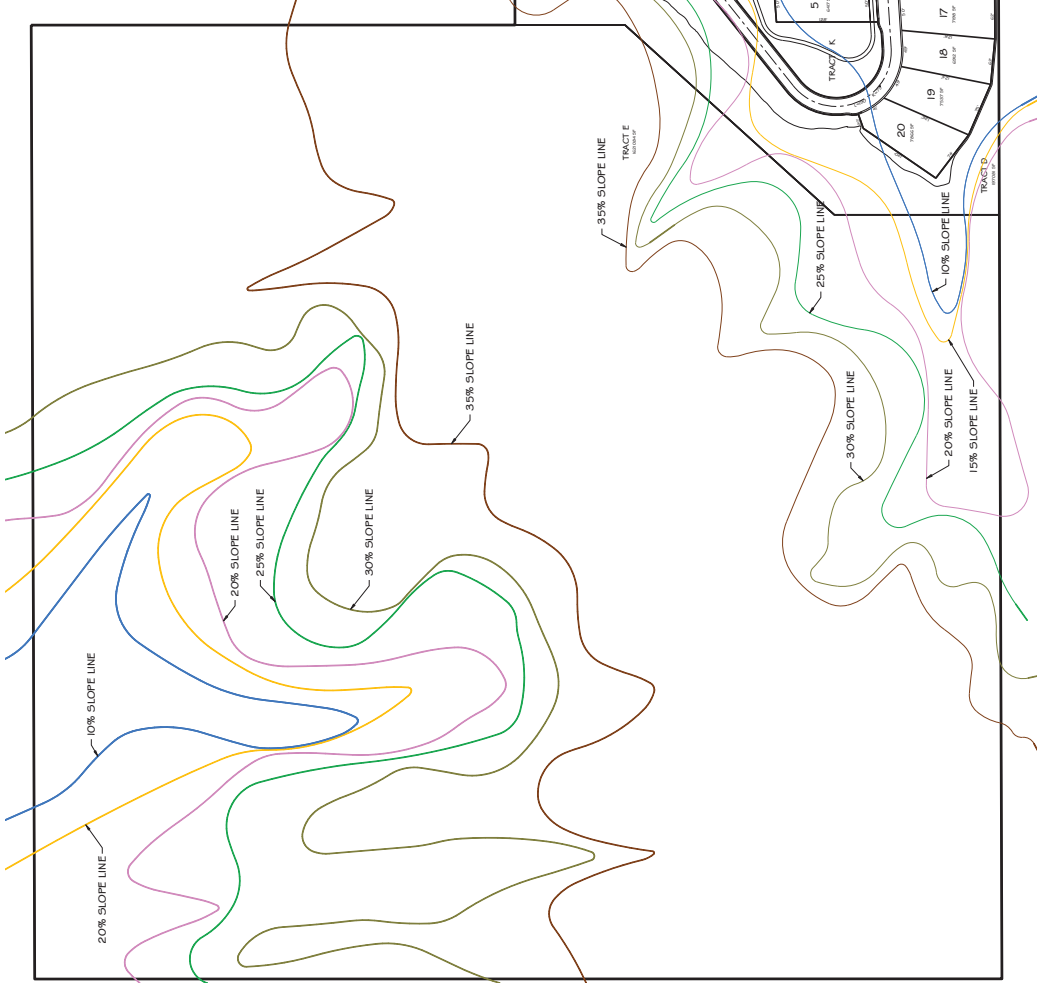 5
17
TRACT K
18
19
20
TRACT E
35% SLOPE LINE
TRACT D
25% SLOPE LINE
10% SLOPE LINE
35% SLOPE LINE
30% SLOPE LINE
20% SLOPE LINE
15% SLOPE LINE
20% SLOPE LINE
25% SLOPE LINE
30% SLOPE LINE
10% SLOPE LINE
20% SLOPE LINE